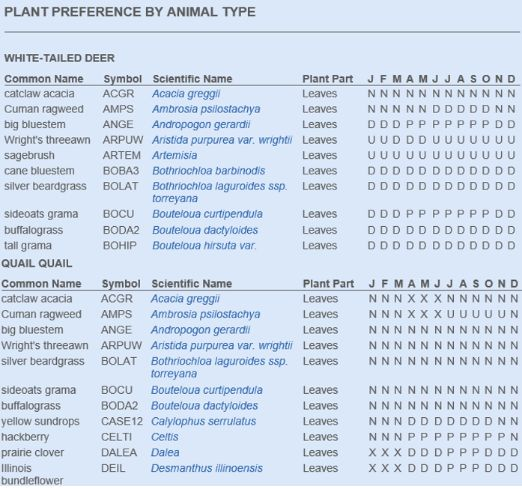 PLANT PREFERENCE BY ANIMAL TYPE
WHITE-TAILED DEER
Common Name Symbol Scientific Name Plant Part J F M A M J J A S O N D
catclaw acacia ACGR Acacia greggii Leaves N N N N N N N N N N N N
Cuman ragweed AMPS Ambrosia psilostachya Leaves N N N N N D D D D D N N
big bluestem ANGE Andropogon gerardii Leaves D D D P P P P P P P D D
Wright's threeawn ARPUW Aristida purpurea var. wrightii Leaves U U D D D U U U U U U U
sagebrush ARTEM Artemisia Leaves U U U U U U U U U U U U
cane bluestem BOBA3 Bothriochloa barbinodis Leaves D D D D D D D D D D D D
silver beardgrass BOLAT Bothriochloa laguroides ssp. Leaves D D D D D D D D D D D D
torreyana
sideoats grama BOCU Bouteloua curtipendula Leaves D D D P P P P P P P D D
buffalograss BODA2 Bouteloua dactyloides Leaves D D D D D D D D D D D D
tall grama BOHIP Bouteloua hirsuta var. Leaves D D D D D D D D D D D D
QUAIL QUAIL
Common Name Symbol Scientific Name Plant Part J F M A M J J A S O N D
catclaw acacia ACGR Acacia greggii Leaves N N N X X X N N N N N N
Cuman ragweed AMPS Ambrosia psilostachya Leaves N N N X X X U U U U U N
big bluestem ANGE Andropogon gerardii Leaves N N N N N N N N N N N N
Wright's threeawn ARPUW Aristida purpurea var. wrightii Leaves N N N N N N N N N N N N
silver beardgrass BOLAT Bothriochloa laguroides ssp. Leaves N N N N N N N N N N N N
torreyana
sideoats grama BOCU Bouteloua curtipendula Leaves N N N N N N N N N N N N
buffalograss BODA2 Bouteloua dactyloides Leaves N N N N N N N N N N N N
yellow sundrops CASE12 Calylophus serrulatus Leaves N N N D D D D D D D N N
hackberry CELTI Celtis Leaves N N N P P P P P P P P N
prairie clover DALEA Dalea Leaves X X X D D D P P P D D D
Illinois DEIL Desmanthus illinoensis Leaves X X X D D D P P P D D D
bundleflower